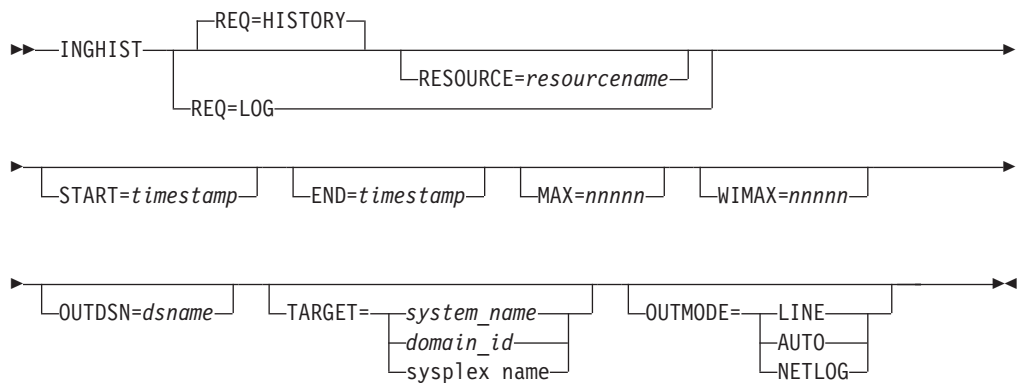 REQ=HISTORY
INGHIST
RESOURCE=resourcename
REQ=LOG
START=timestamp END=timestamp MAX=nnnnn WIMAX=nnnnn
OUTDSN=dsname TARGET= system_name OUTMODE= LINE
domain_id AUTO
sysplex name NETLOG